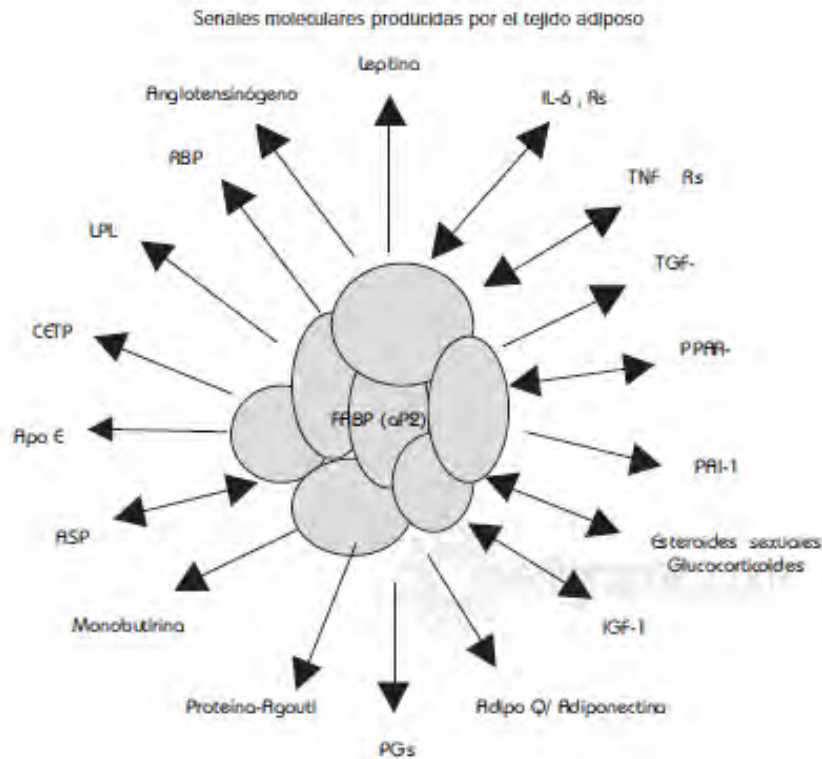 Señales moleculares producidas por el tejido adiposo
Leptina
Angiotensinógeno
IL-6 , Rs
RBP
TNF Rs
LPL
TGF-
CETP
PPAR-
FABP (aP2)
Apo E
PAI-1
ASP
Esteroides sexuales
Glucocorticoides
Monobutirina
IGF-1
Proteina-Agouti
Adipo Q/ Adiponectina
PGs